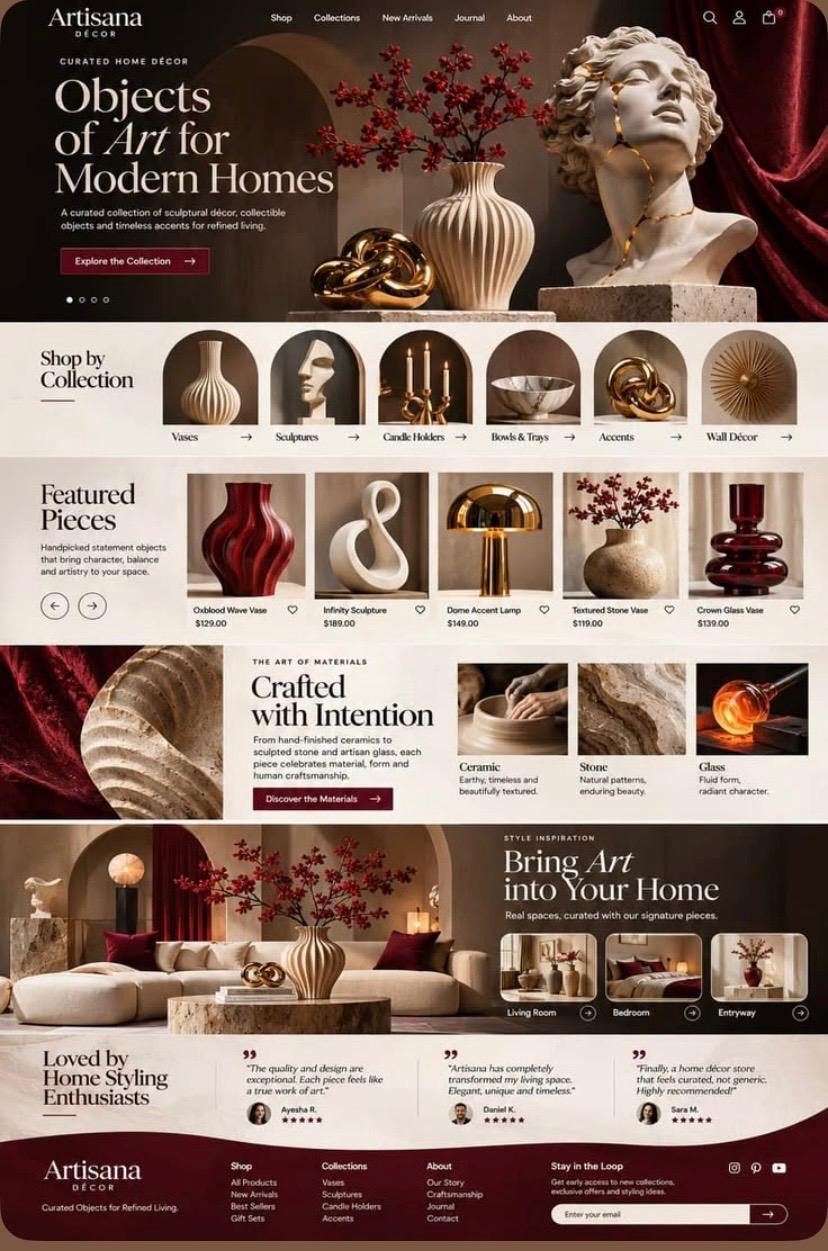 Artisana
DÉCOR
Shop Collections New Arrivals Journal About
0
CURATED HOME DÉCOR
Objects
of Art for
Modern Homes
A curated collection of sculptural décor, collectible
objects and timeless accents for refined living.
Explore the Collection →
Shop by
Collection
Vases →
Sculptures →
Candle Holders →
Bowls & Trays →
Accents →
Wall Décor →
Featured
Pieces
Handpicked statement objects
that bring character, balance
and artistry to your space.
← →
Oxblood Wave Vase
$129.00
Infinity Sculpture
$189.00
Dome Accent Lamp
$149.00
Textured Stone Vase
$119.00
Crown Glass Vase
$139.00
THE ART OF MATERIALS
Crafted
with Intention
From hand-finished ceramics to
sculpted stone and artisan glass, each
piece celebrates material, form and
human craftsmanship.
Discover the Materials →
Ceramic
Earthy, timeless and
beautifully textured.
Stone
Natural patterns,
enduring beauty.
Glass
Fluid form,
radiant character.
STYLE INSPIRATION
Bring Art
into Your Home
Real spaces, curated with our signature pieces.
Living Room →
Bedroom →
Entryway →
Loved by
Home Styling
Enthusiasts
"The quality and design are
exceptional. Each piece feels like
a true work of art."
Ayesha R.
★★★★★
"Artisana has completely
transformed my living space.
Elegant, unique and timeless."
Daniel K.
★★★★★
"Finally, a home décor store
that feels curated, not generic.
Highly recommended!"
Sara M.
★★★★★
Artisana
DÉCOR
Curated Objects for Refined Living.
Shop
All Products
New Arrivals
Best Sellers
Gift Sets
Collections
Vases
Sculptures
Candle Holders
Accents
About
Our Story
Craftsmanship
Journal
Contact
Stay in the Loop
Get early access to new collections,
exclusive offers and styling ideas.
Enter your email →